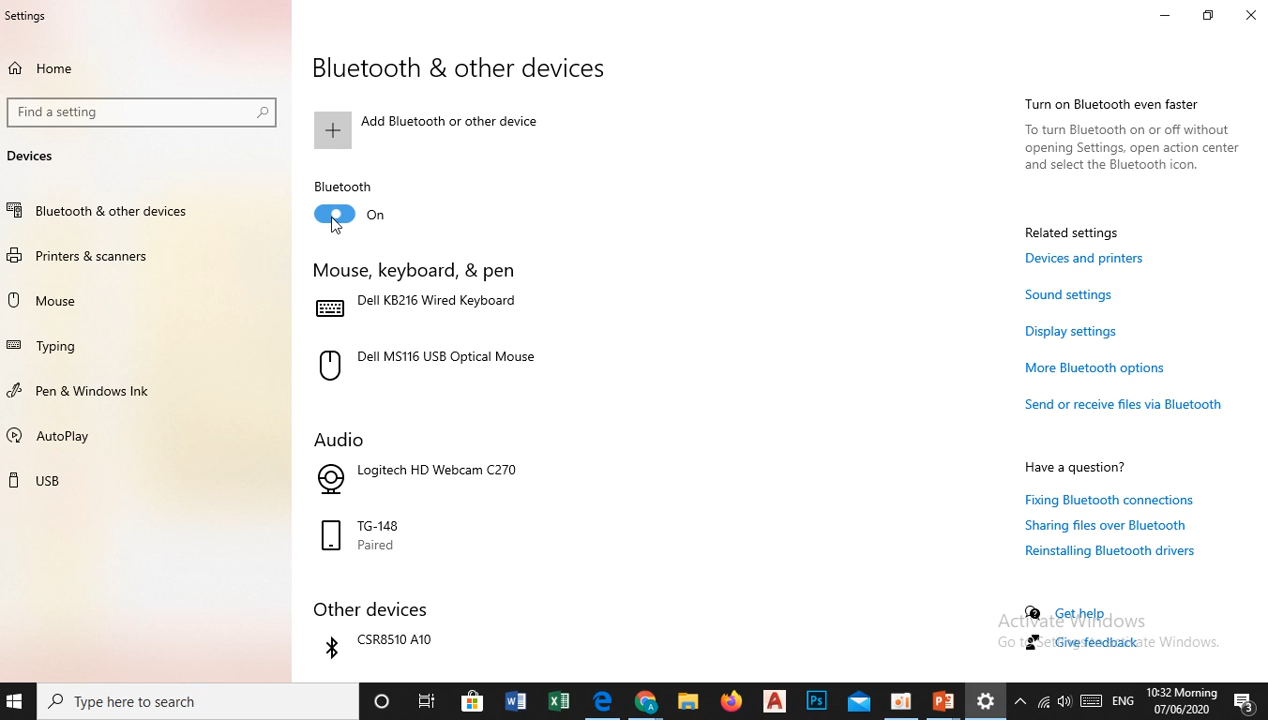 Settings
Home
Find a setting
Devices
Bluetooth & other devices
Printers & scanners
Mouse
Typing
Pen & Windows Ink
AutoPlay
USB
Bluetooth & other devices
Add Bluetooth or other device
Bluetooth
On
Mouse, keyboard, & pen
Dell KB216 Wired Keyboard
Dell MS116 USB Optical Mouse
Audio
Logitech HD Webcam C270
TG-148
Paired
Other devices
CSR8510 A10
Turn on Bluetooth even faster
To turn Bluetooth on or off without
opening Settings, open action center
and select the Bluetooth icon.
Related settings
Devices and printers
Sound settings
Display settings
More Bluetooth options
Send or receive files via Bluetooth
Have a question?
Fixing Bluetooth connections
Sharing files over Bluetooth
Reinstalling Bluetooth drivers
Get help
Activate Windows
Give feedback
Go to Settings to activate Windows.
Type here to search
ENG
10:32 Morning
07/06/2020
3